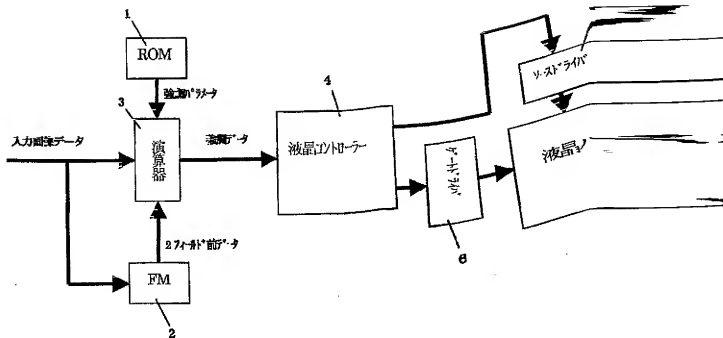 1
ROM
強調パラメータ
3
入力画像データ
演算器
強調データ
2フィールド前データ
FM
2
4
液晶コントローラー
ゲートドライバ
6
ソースドライバ
液晶